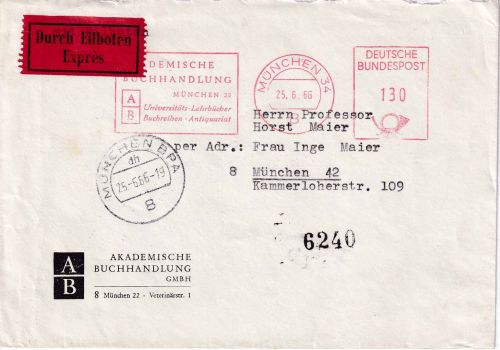 Durch Eilboten
Exprès
AKADEMISCHE
BUCHHANDLUNG
MÜNCHEN 22
A
B
Universitäts-Lehrbücher
Buchreihen · Antiquariat
MÜNCHEN 34
25.6.66
B
DEUTSCHE
BUNDESPOST
130
Herrn Professor
Horst Maier
per Adr.: Frau Inge Maier
8 München 42
Kammerloherstr. 109
MÜNCHEN BPA
dh
25.-6.66-19
8
6240
A
B
AKADEMISCHE
BUCHHANDLUNG
GMBH
8 München 22 · Veterinärstr. 1